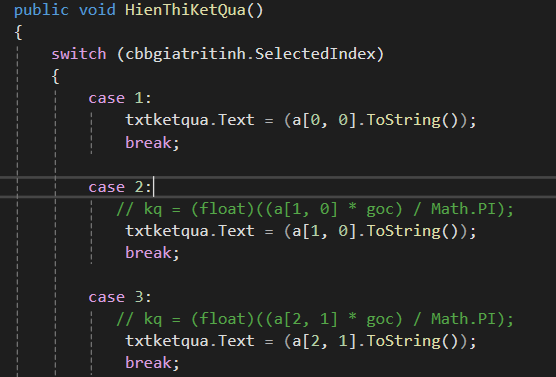 public void HienThiKetQua()
{
switch (cbbgiatritinh.SelectedIndex)
{
case 1:
txtketqua.Text = (a[0, 0].ToString());
break;
case 2:
// kq = (float)((a[1, 0] * goc) / Math.PI);
txtketqua.Text = (a[1, 0].ToString());
break;
case 3:
// kq = (float)((a[2, 1] * goc) / Math.PI);
txtketqua.Text = (a[2, 1].ToString());
break;